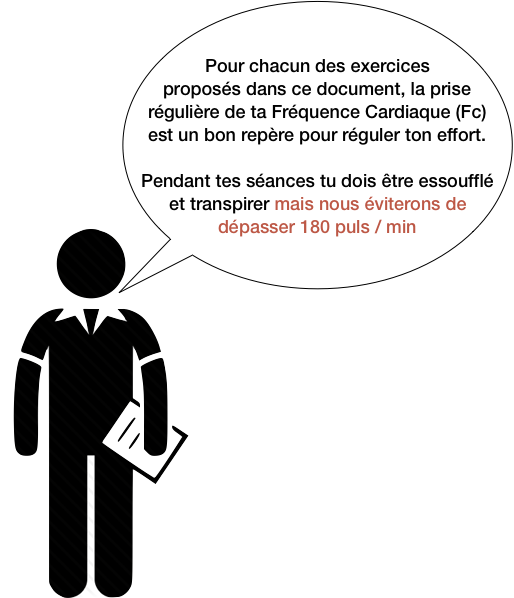 Pour chacun des exercices
proposés dans ce document, la prise
régulière de ta Fréquence Cardiaque (Fc)
est un bon repère pour réguler ton effort.
Pendant tes séances tu dois être essoufflé
et transpirer mais nous éviterons de
dépasser 180 puls / min